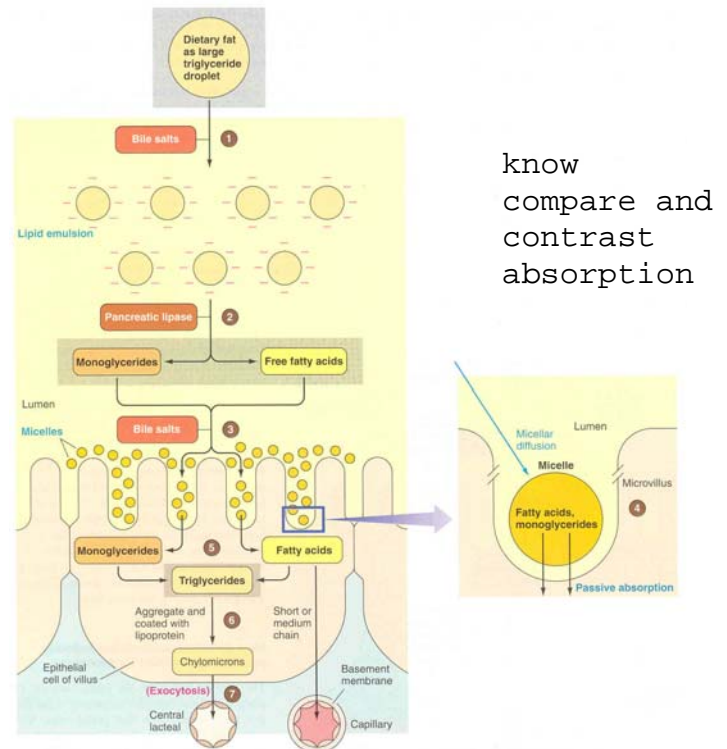 Dietary fat
as large
triglyceride
droplet
Bile salts
1
know
compare and
contrast
absorption
Lipid emulsion
Pancreatic lipase
2
Monoglycerides
Free fatty acids
Lumen
Micelles
Bile salts
3
Micellar
diffusion
Lumen
Micelle
Microvillus
Fatty acids,
monoglycerides
4
Passive absorption
Monoglycerides
5
Fatty acids
Triglycerides
Aggregate and
coated with
lipoprotein
6
Short or
medium
chain
Chylomicrons
Epithelial
cell of villus
(Exocytosis)
7
Basement
membrane
Central
lacteal
Capillary